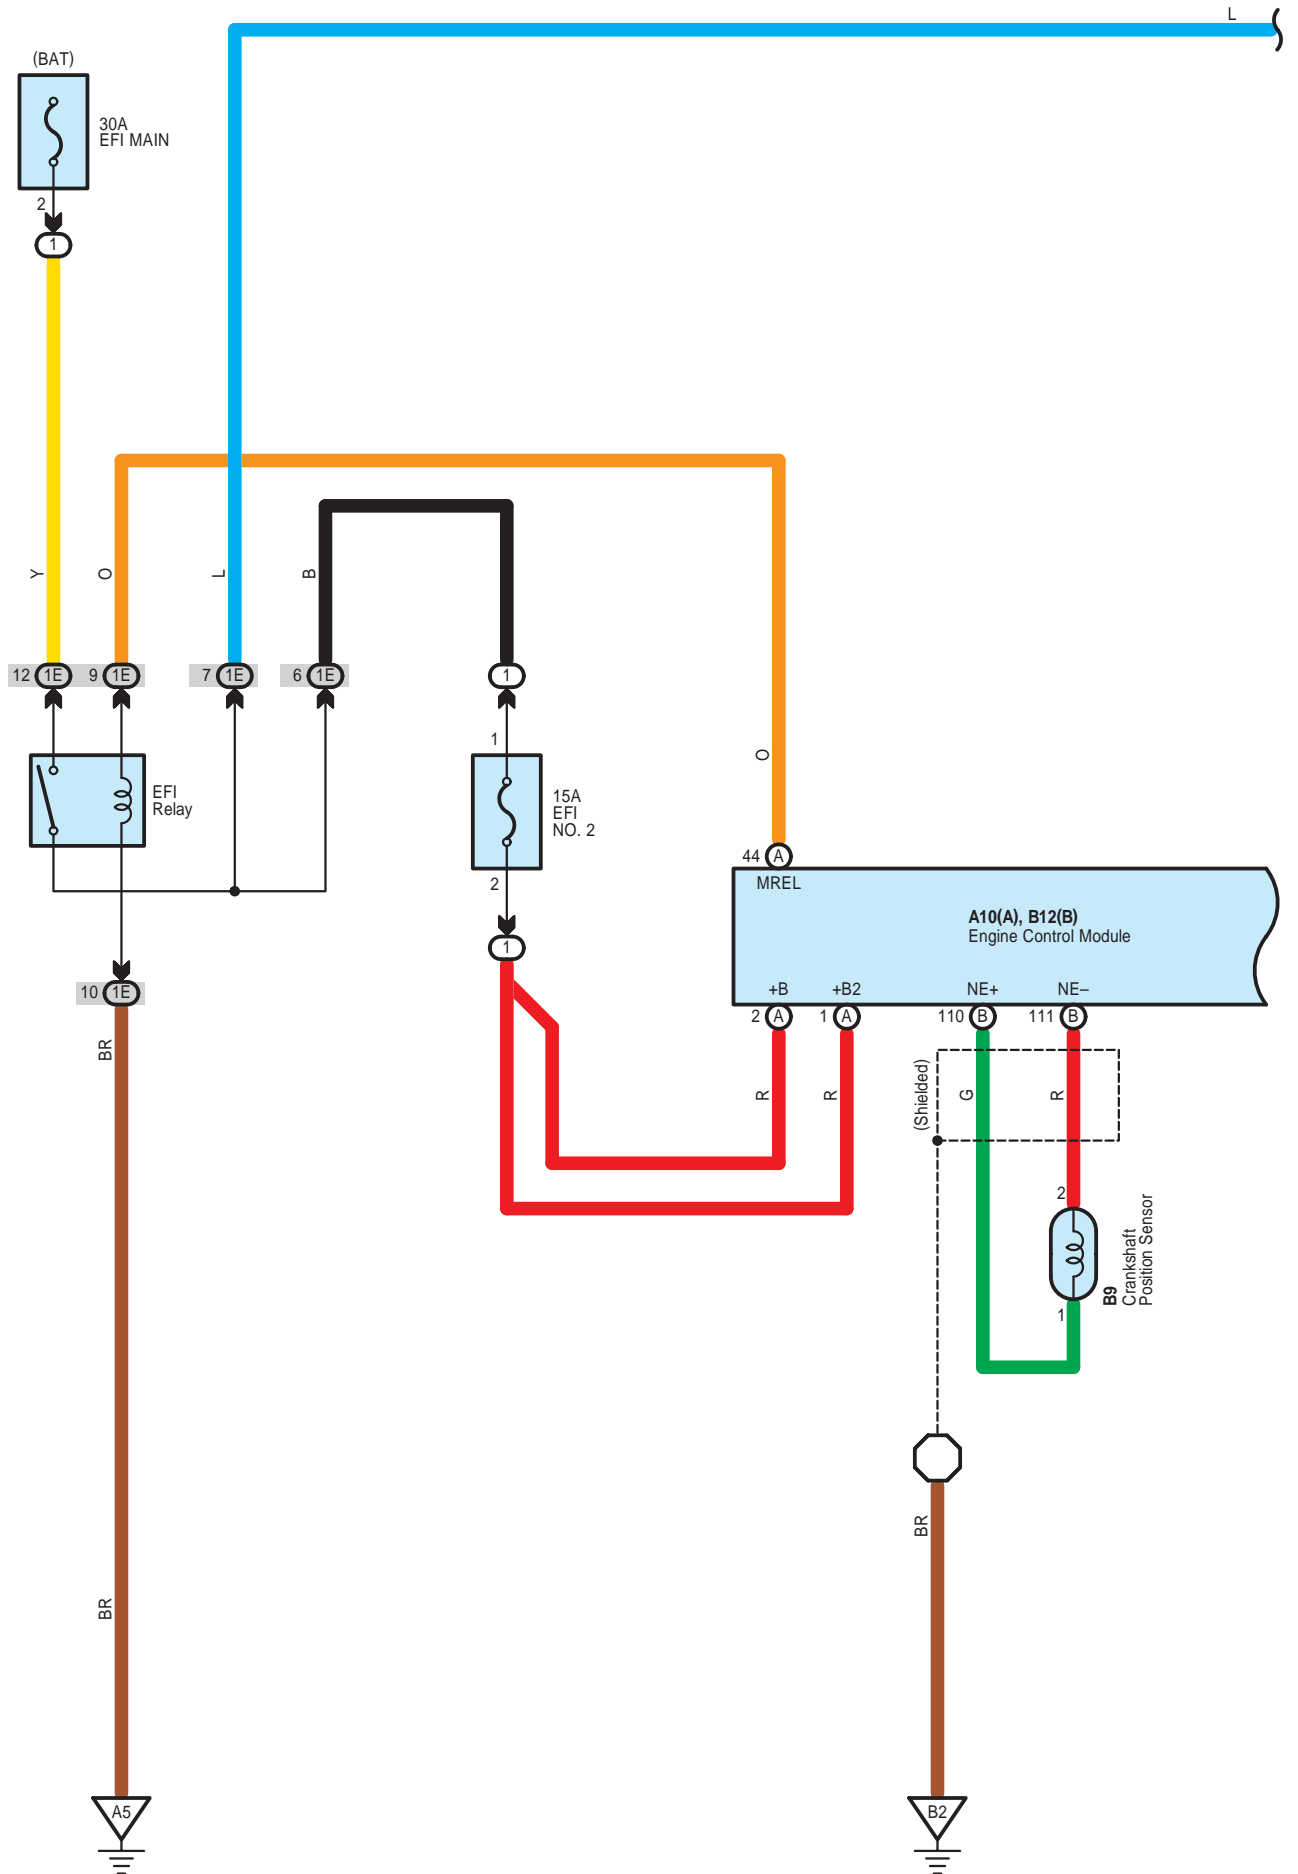 L
(BAT)
30A
EFI MAIN
2
1
Y
O
L
B
12 1E
9 1E
7 1E
6 1E
1
1
EFI
Relay
15A
EFI
NO. 2
2
1
O
44 A
MREL
A10(A), B12(B)
Engine Control Module
+B
+B2
NE+
NE–
2 A
1 A
110 B
111 B
10 1E
BR
R
R
(Shielded)
G
R
2
B9
Crankshaft
Position Sensor
1
BR
BR
A5
B2